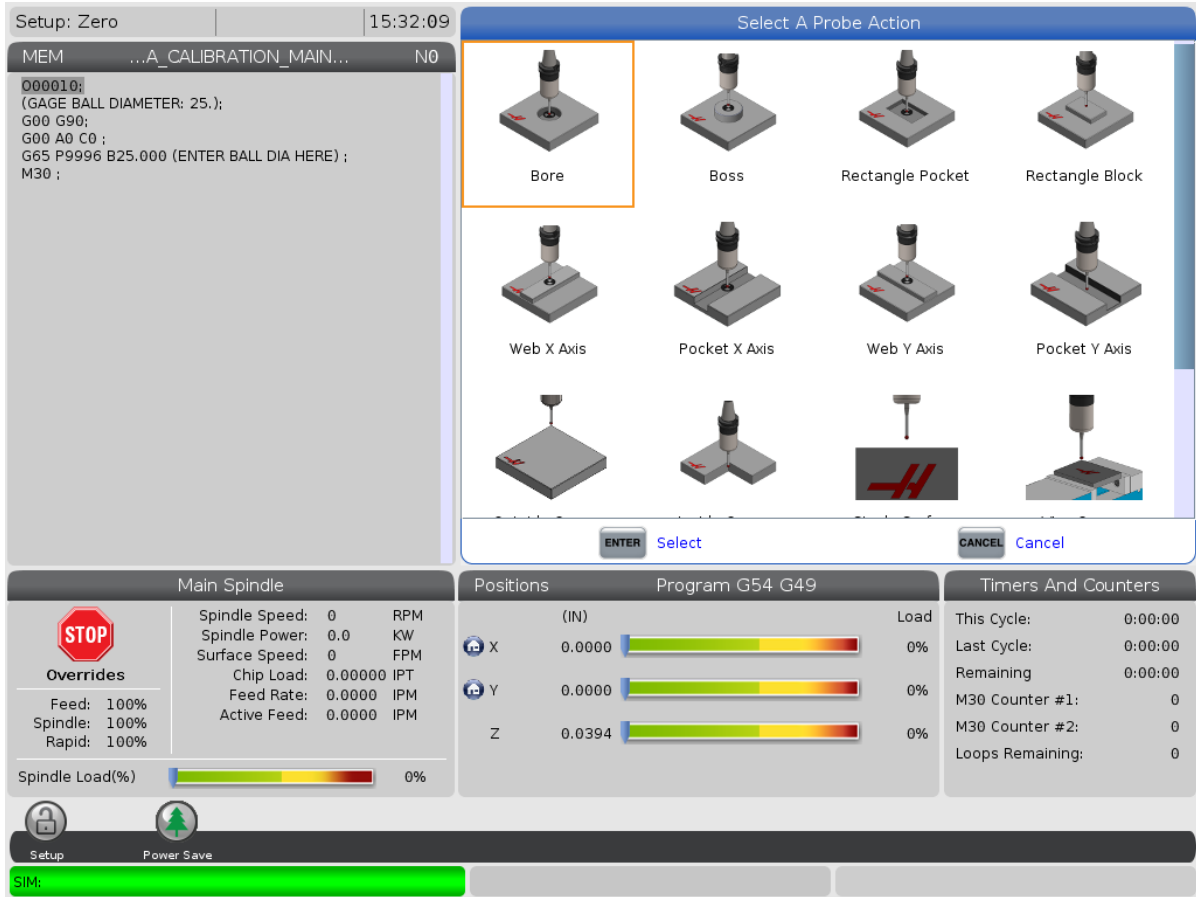 Setup: Zero
15:32:09
MEM ...A_CALIBRATION_MAIN... N0
O00010;
(GAGE BALL DIAMETER: 25.);
G00 G90;
G00 A0 C0 ;
G65 P9996 B25.000 (ENTER BALL DIA HERE) ;
M30 ;
Select A Probe Action
Bore Boss Rectangle Pocket Rectangle Block
Web X Axis Pocket X Axis Web Y Axis Pocket Y Axis
ENTER Select CANCEL Cancel
Main Spindle
STOP
Overrides
Feed: 100%
Spindle: 100%
Rapid: 100%
Spindle Speed: 0 RPM
Spindle Power: 0.0 KW
Surface Speed: 0 FPM
Chip Load: 0.00000 IPT
Feed Rate: 0.0000 IPM
Active Feed: 0.0000 IPM
Spindle Load(%) 0%
Positions Program G54 G49
(IN) Load
X 0.0000 0%
Y 0.0000 0%
Z 0.0394 0%
Timers And Counters
This Cycle: 0:00:00
Last Cycle: 0:00:00
Remaining 0:00:00
M30 Counter #1: 0
M30 Counter #2: 0
Loops Remaining: 0
Setup Power Save
SIM: